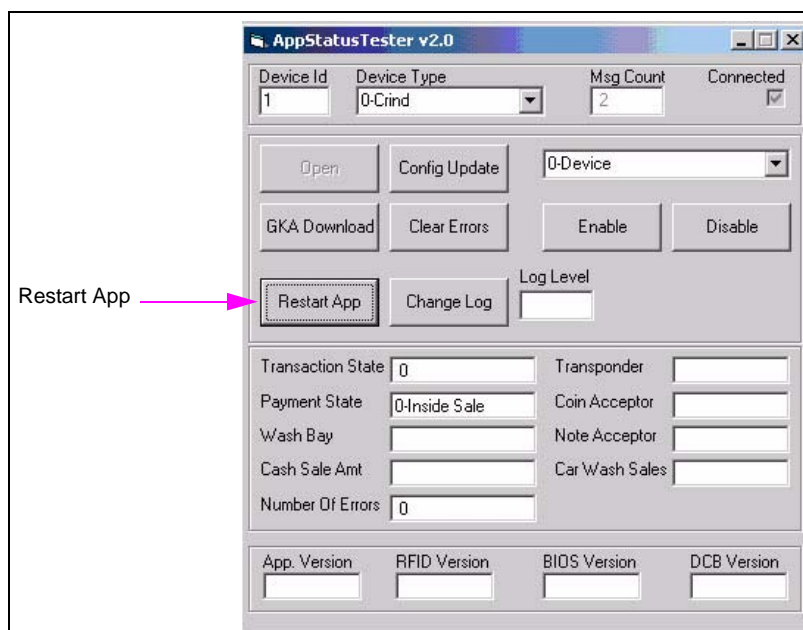 AppStatusTester v2.0
Device Id Device Type Msg Count Connected
1 0-Crind 2
Open Config Update 0-Device
GKA Download Clear Errors Enable Disable
Log Level
Restart App Restart App Change Log
Transaction State 0 Transponder
Payment State 0-Inside Sale Coin Acceptor
Wash Bay Note Acceptor
Cash Sale Amt Car Wash Sales
Number Of Errors 0
App. Version RFID Version BIOS Version DCB Version